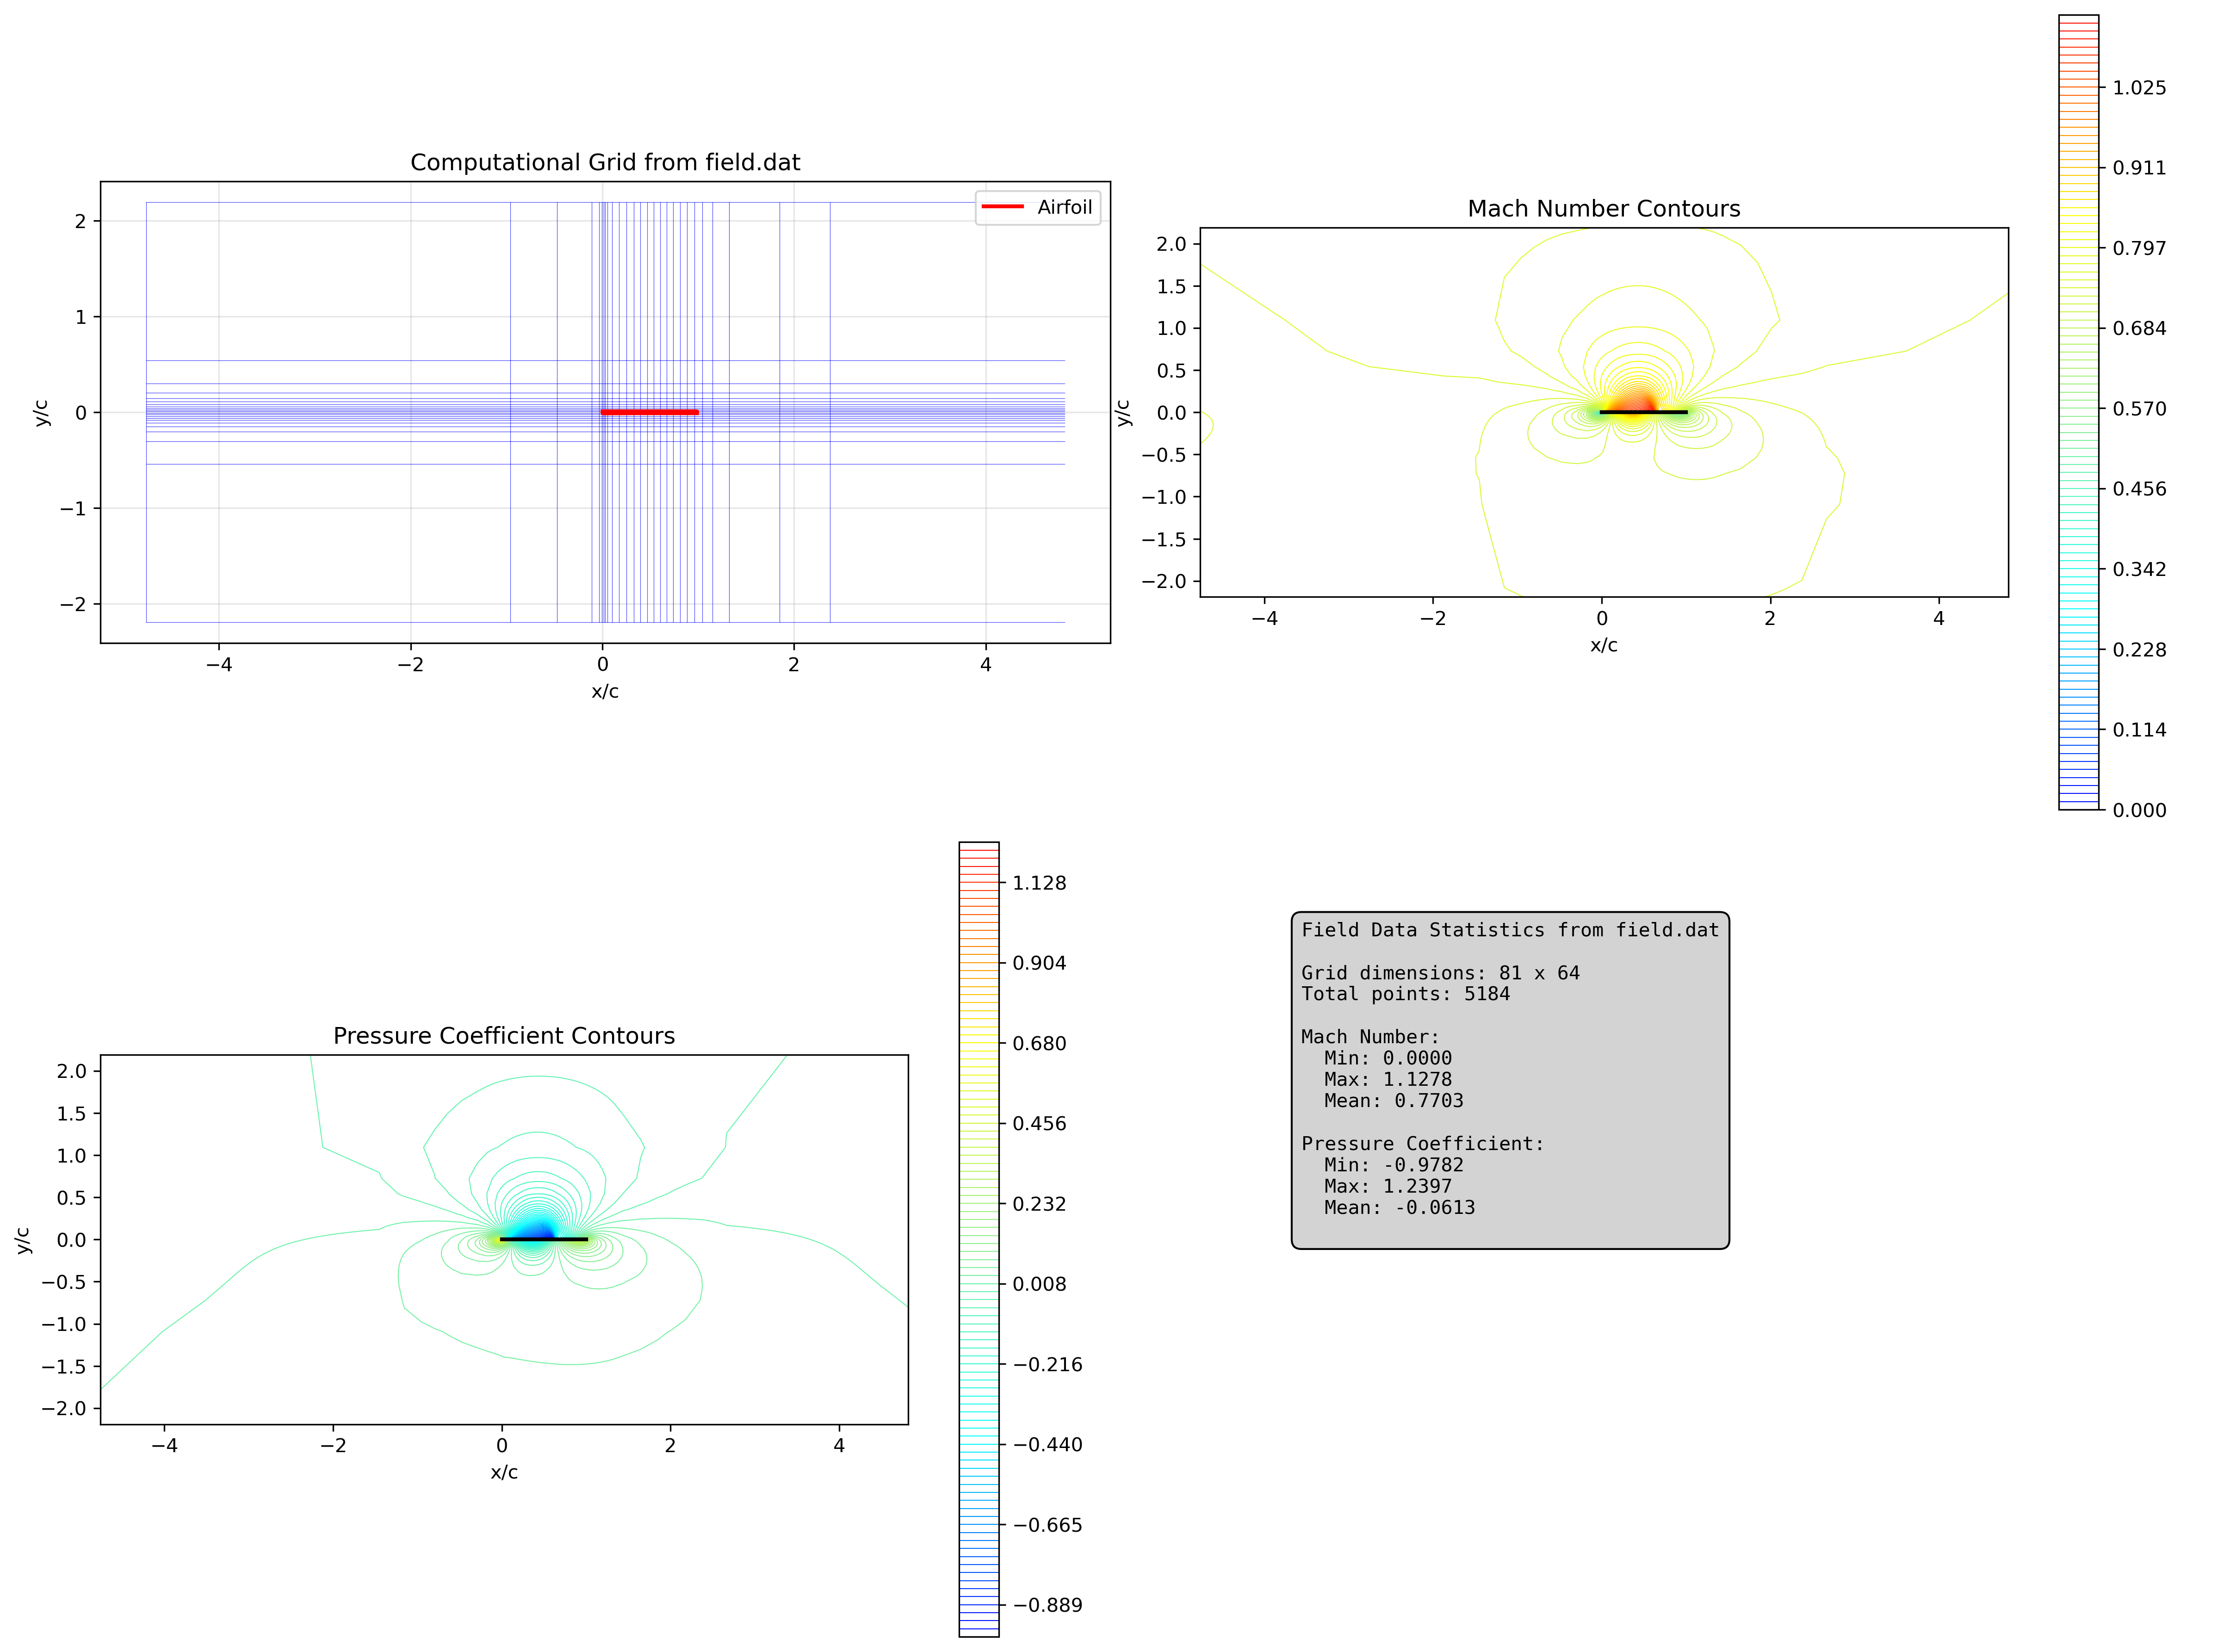 Computational Grid from field.dat
Airfoil
2
1
0
−1
−2
y/c
−4
−2
0
2
4
x/c
Mach Number Contours
2.0
1.5
1.0
0.5
0.0
−0.5
−1.0
−1.5
−2.0
y/c
−4
−2
0
2
4
x/c
1.025
0.911
0.797
0.684
0.570
0.456
0.342
0.228
0.114
0.000
Pressure Coefficient Contours
2.0
1.5
1.0
0.5
0.0
−0.5
−1.0
−1.5
−2.0
y/c
−4
−2
0
2
4
x/c
1.128
0.904
0.680
0.456
0.232
0.008
−0.216
−0.440
−0.665
−0.889
Field Data Statistics from field.dat
Grid dimensions: 81 x 64
Total points: 5184
Mach Number:
Min: 0.0000
Max: 1.1278
Mean: 0.7703
Pressure Coefficient:
Min: -0.9782
Max: 1.2397
Mean: -0.0613